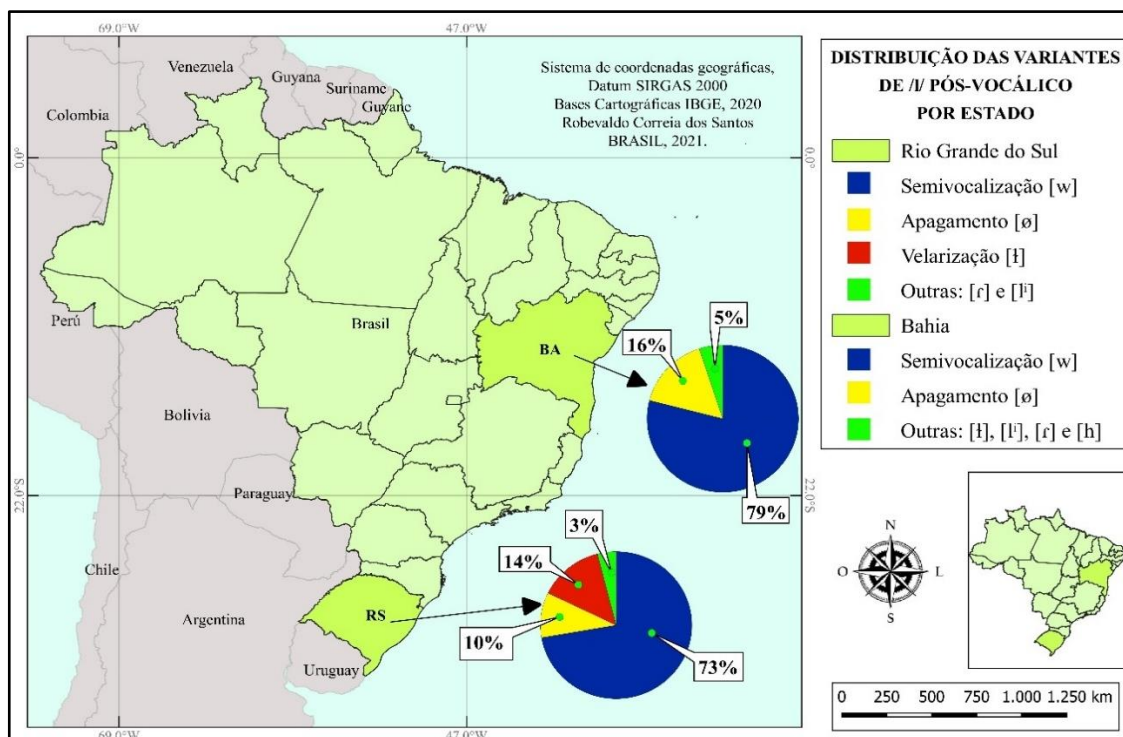 69.0°W
47.0°W
Venezuela
Guyana
Suriname
Guyane
Colombia
Sistema de coordenadas geográficas,
Datum SIRGAS 2000
Bases Cartográficas IBGE, 2020
Robevaldo Correia dos Santos
BRASIL, 2021.
0.0°
0.0°
Perú
Brasil
BA
Bolivia
16%
5%
79%
22.0°S
22.0°S
Paraguay
Chile
Argentina
RS
Uruguay
3%
14%
10%
73%
69.0°W
47.0°W
DISTRIBUIÇÃO DAS VARIANTES
DE /l/ PÓS-VOCÁLICO
POR ESTADO
Rio Grande do Sul
Semivocalização [w]
Apagamento [ø]
Velarização [ɫ]
Outras: [ɾ] e [lʲ]
Bahia
Semivocalização [w]
Apagamento [ø]
Outras: [ɫ], [lʲ], [ɾ] e [h]
N
O
L
S
0 250 500 750 1.000 1.250 km